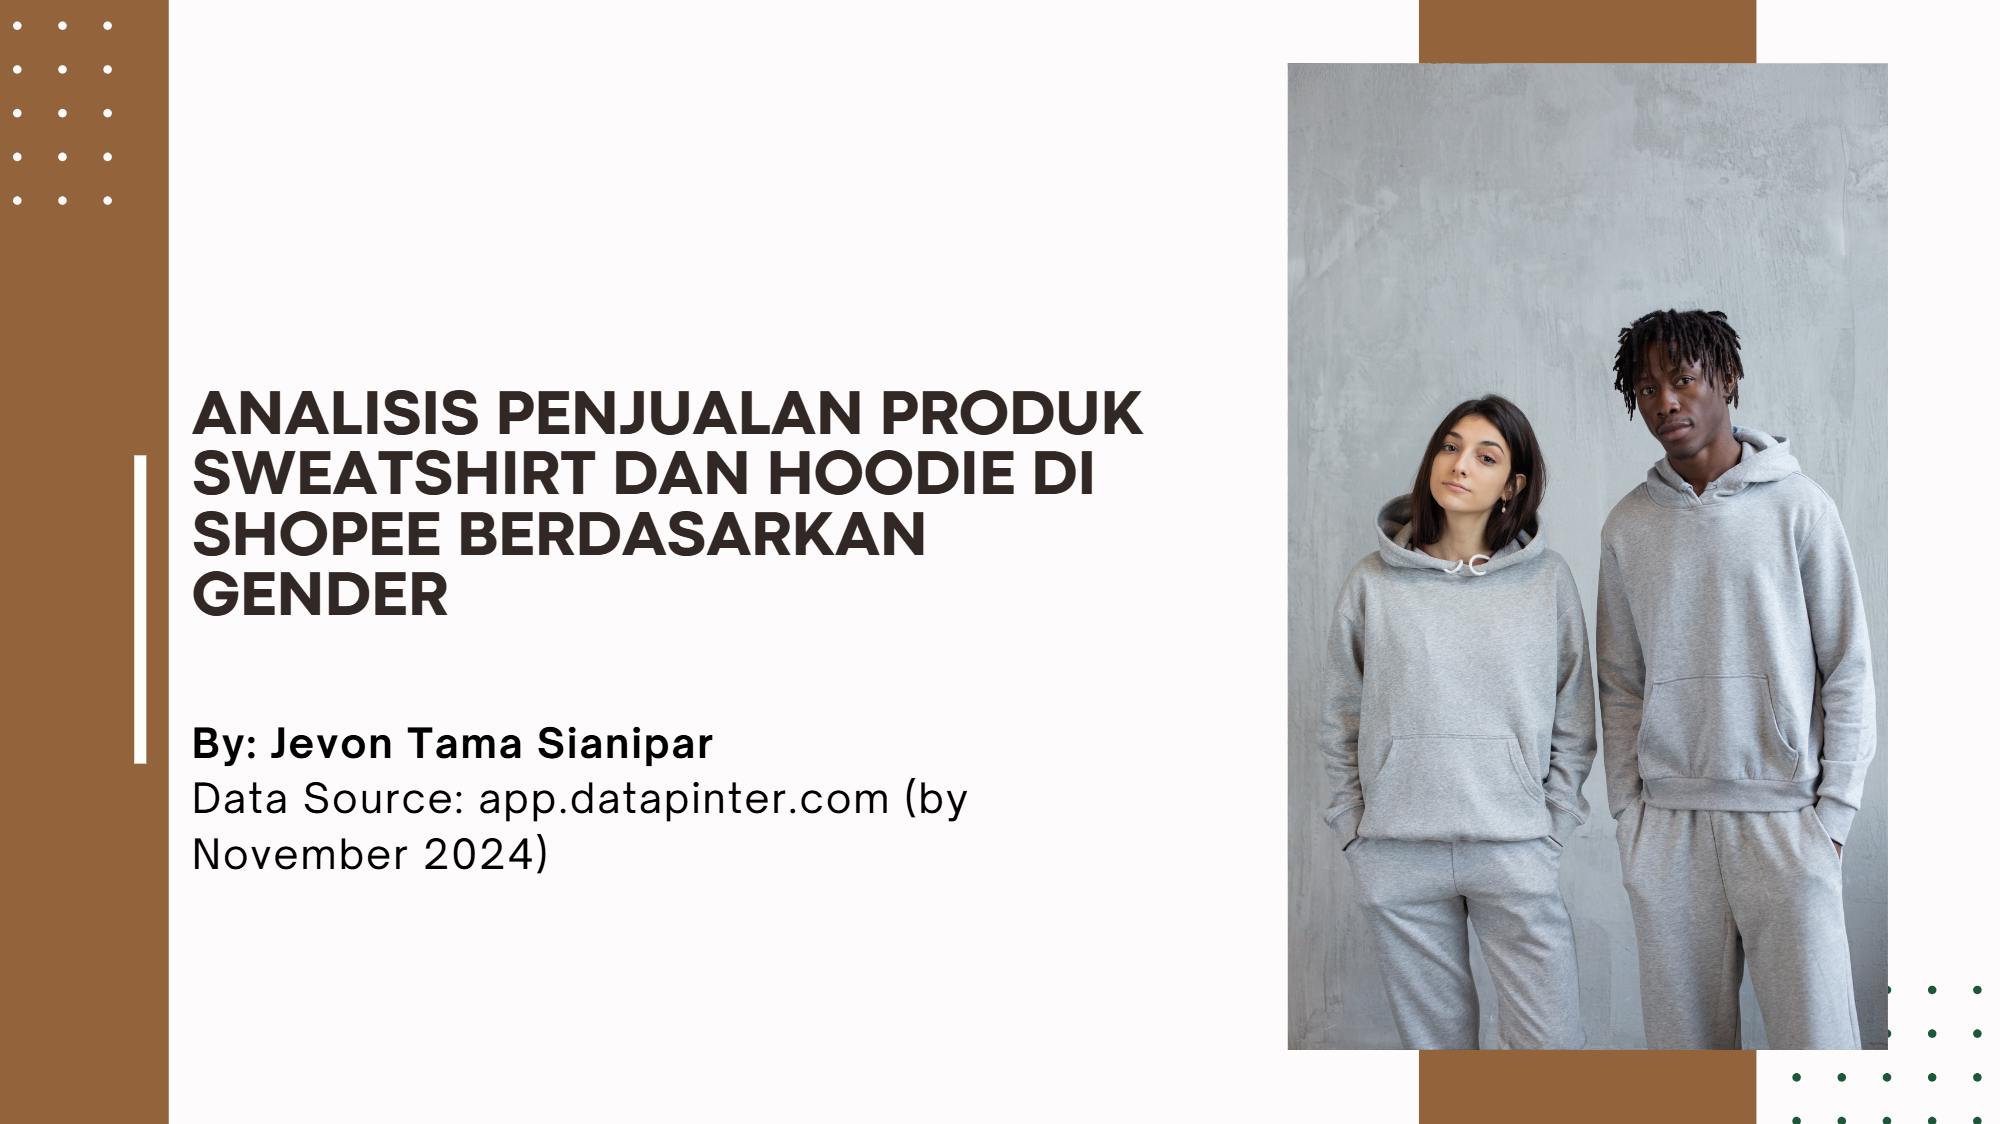 ANALISIS PENJUALAN PRODUK
SWEATSHIRT DAN HOODIE DI
SHOPEE BERDASARKAN
GENDER
By: Jevon Tama Sianipar
Data Source: app.datapinter.com (by
November 2024)